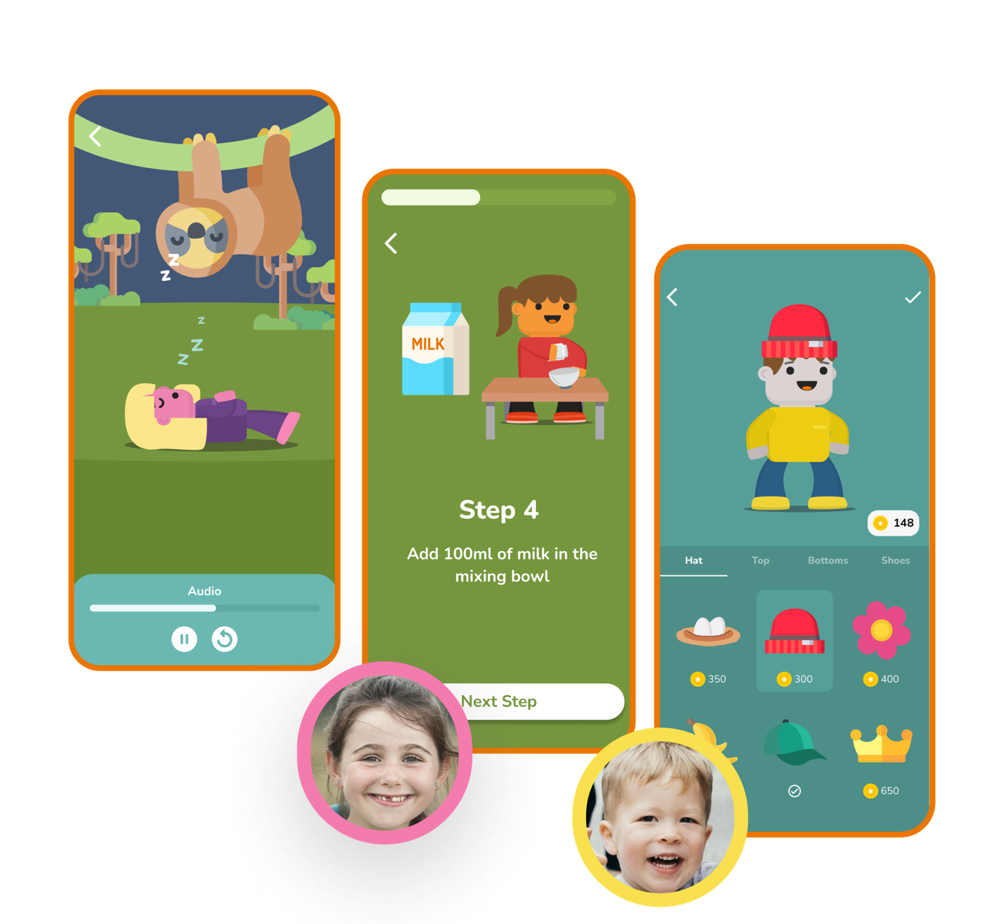 z
z
z
z
z
Audio
MILK
Step 4
Add 100ml of milk in the
mixing bowl
Next Step
148
Hat Top Bottoms Shoes
350 300 400
650